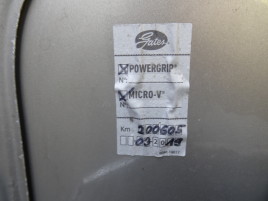 Gates
POWERGRIP®
N°
MICRO-V®
N°
Km: 200605